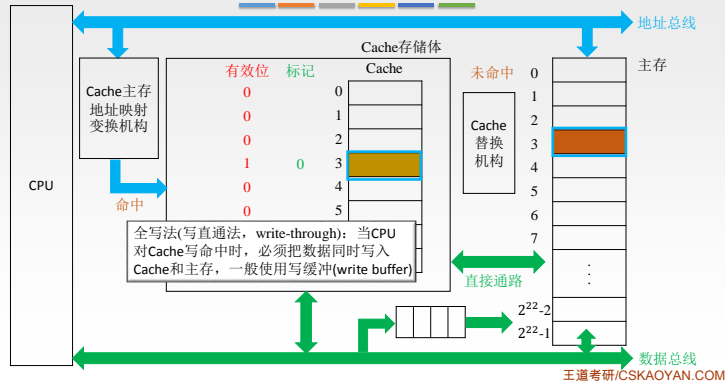 地址总线
Cache存储体
主存
有效位 标记 Cache
未命中
Cache主存
地址映射
变换机构
CPU
命中
0 0
0 1
0 2
1 0 3
0 4
0 5
Cache
替换
机构
0
1
2
3
4
5
6
7
⋮
2²²-2
2²²-1
全写法(写直通法，write-through)：当CPU
对Cache写命中时，必须把数据同时写入
Cache和主存，一般使用写缓冲(write buffer)
直接通路
数据总线
王道考研/CSKAOYAN.COM